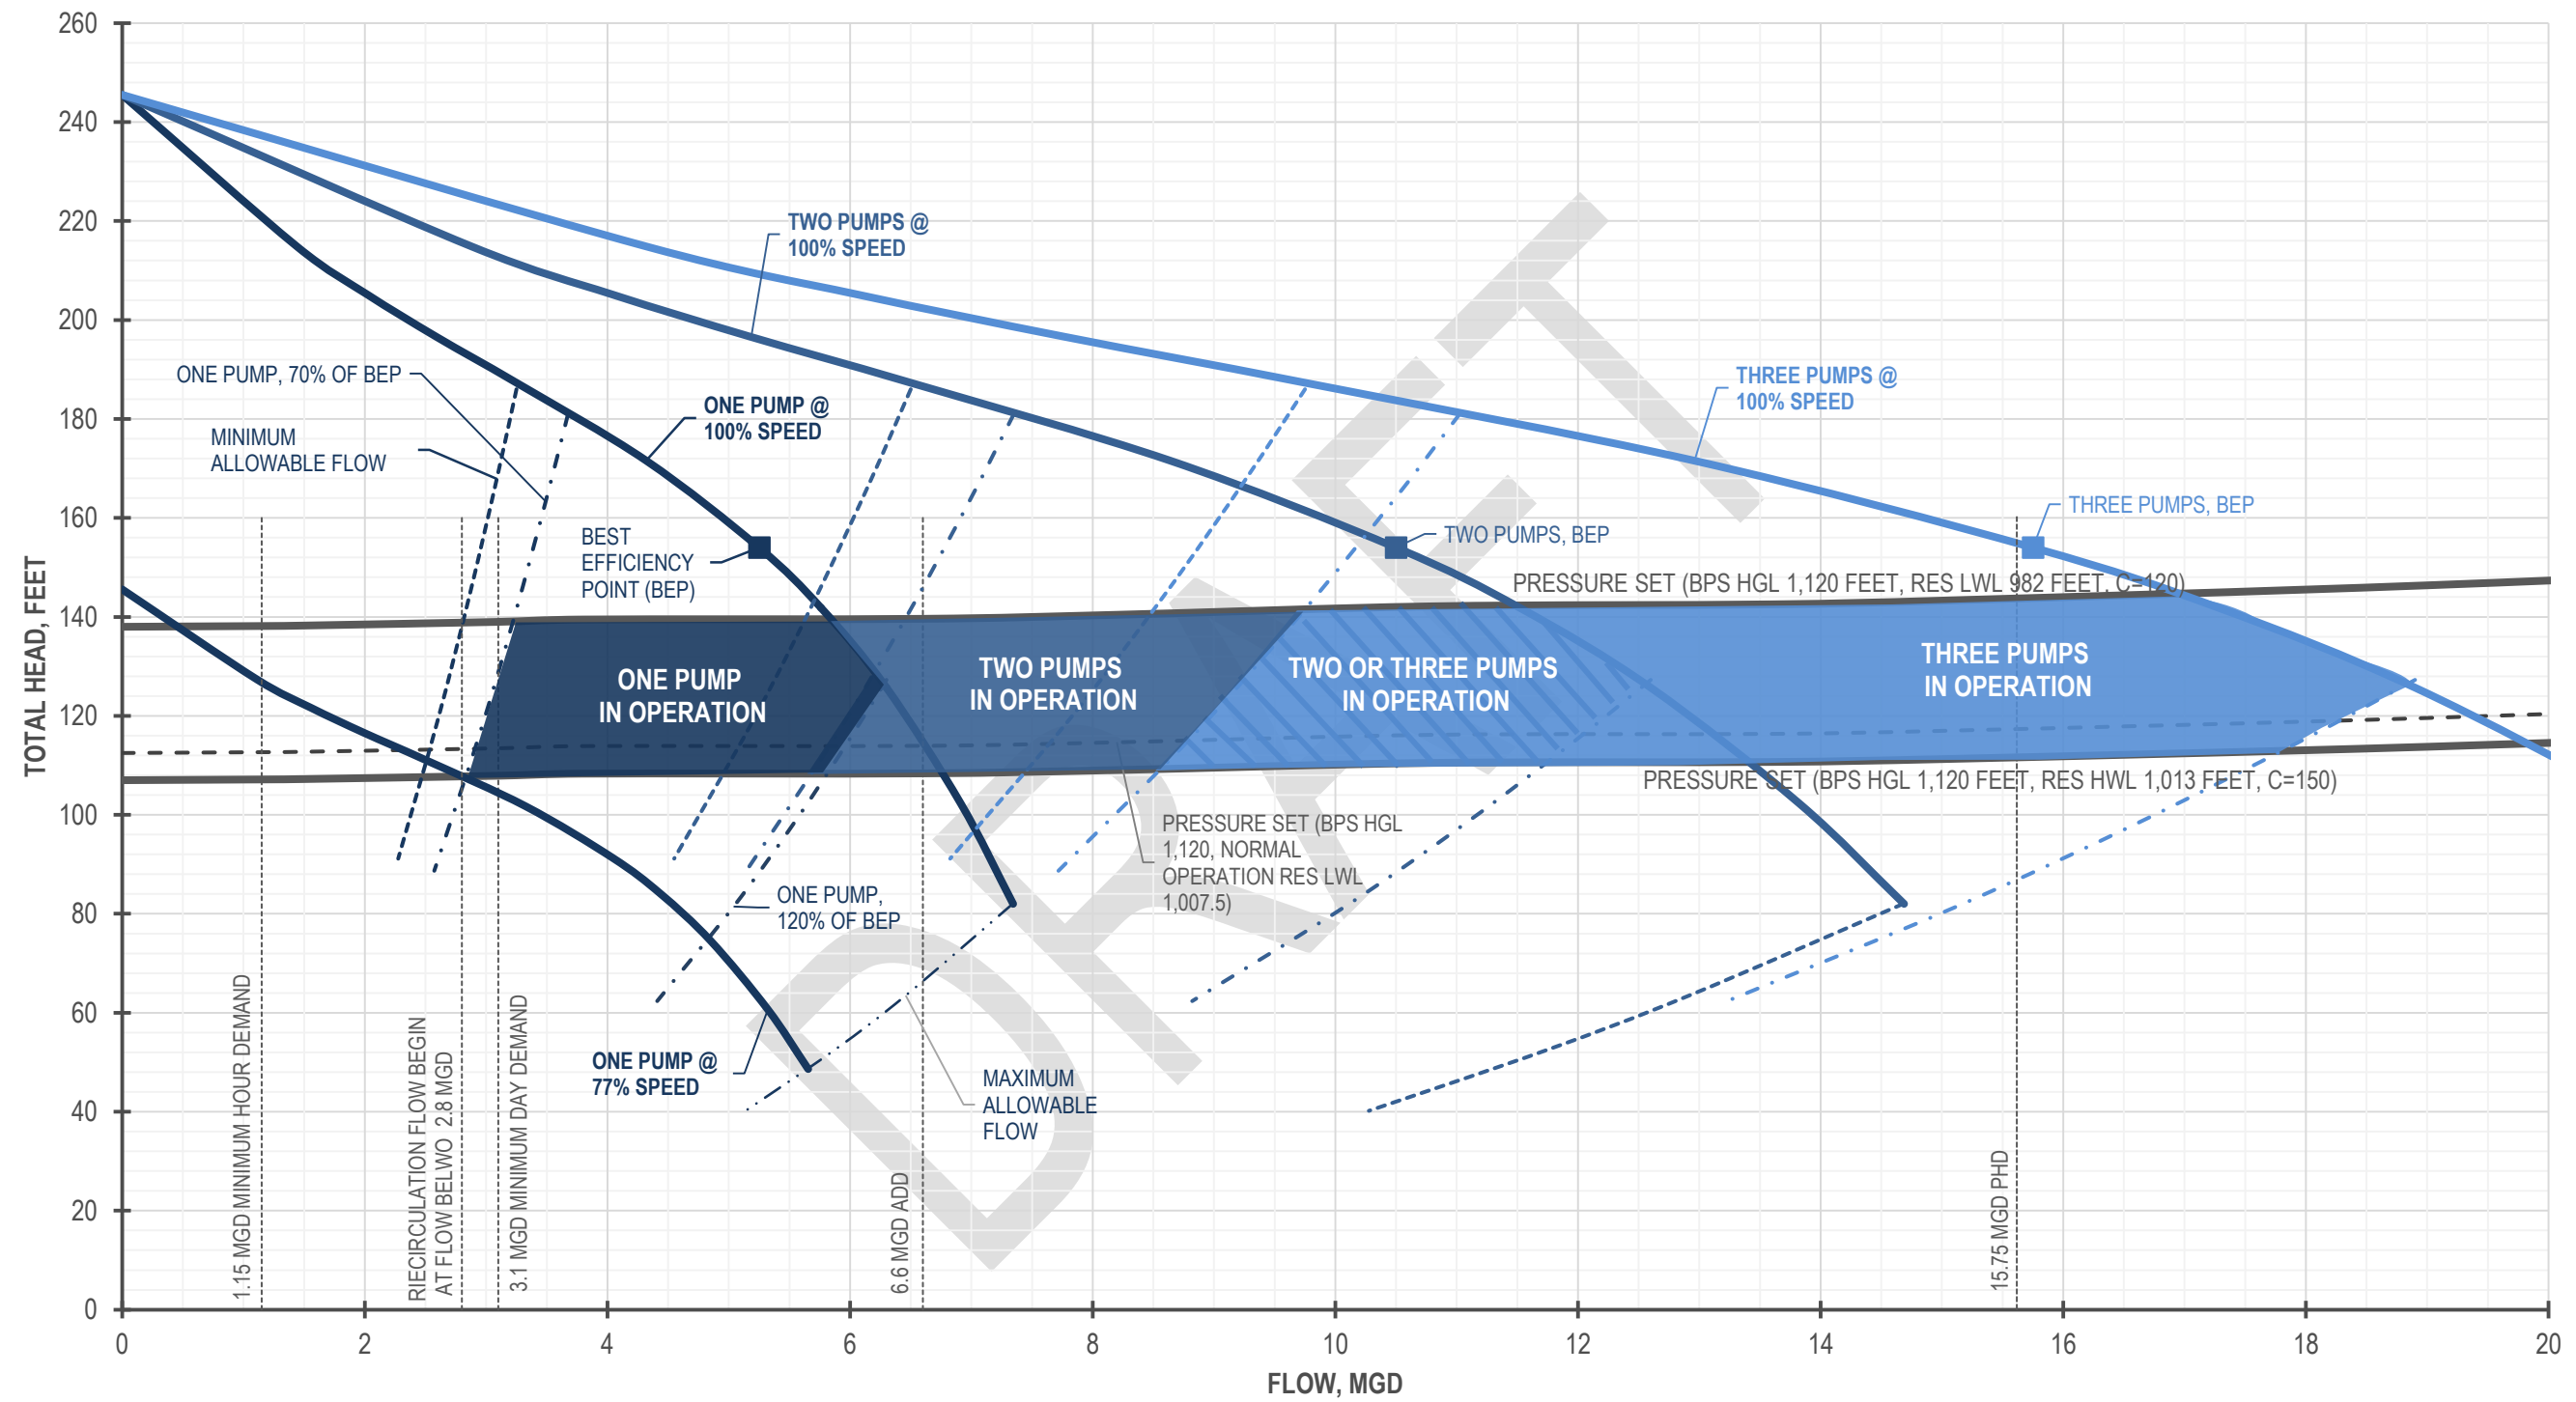 260
240
220
200
180
160
140
120
100
80
60
40
20
0
TOTAL HEAD, FEET
0
2
4
6
8
10
12
14
16
18
20
FLOW, MGD
TWO PUMPS @
100% SPEED
ONE PUMP, 70% OF BEP
MINIMUM
ALLOWABLE FLOW
ONE PUMP @
100% SPEED
THREE PUMPS @
100% SPEED
BEST
EFFICIENCY
POINT (BEP)
TWO PUMPS, BEP
THREE PUMPS, BEP
PRESSURE SET (BPS HGL 1,120 FEET, RES LWL 982 FEET, C=120)
ONE PUMP
IN OPERATION
TWO PUMPS
IN OPERATION
TWO OR THREE PUMPS
IN OPERATION
THREE PUMPS
IN OPERATION
PRESSURE SET (BPS HGL 1,120 FEET, RES HWL 1,013 FEET, C=150)
PRESSURE SET (BPS HGL
1,120, NORMAL
OPERATION RES LWL
1,007.5)
ONE PUMP,
120% OF BEP
ONE PUMP @
77% SPEED
MAXIMUM
ALLOWABLE
FLOW
1.15 MGD MINIMUM HOUR DEMAND
RIECIRCULATION FLOW BEGIN
AT FLOW BELWO 2.8 MGD
3.1 MGD MINIMUM DAY DEMAND
6.6 MGD ADD
15.75 MGD PHD
DRAFT